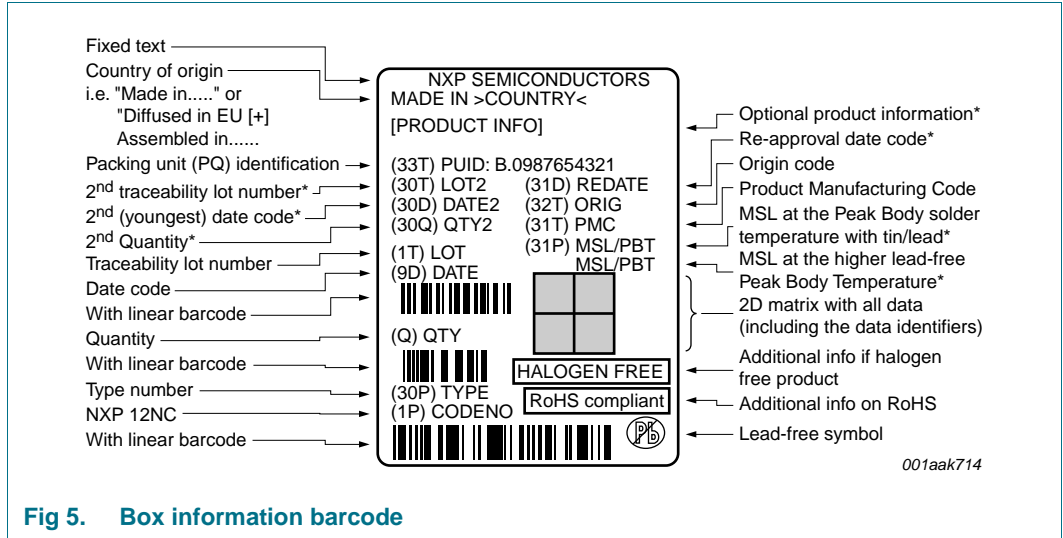 Fixed text
Country of origin
i.e. "Made in....." or
"Diffused in EU [+]
Assembled in......
Packing unit (PQ) identification
2nd traceability lot number*
2nd (youngest) date code*
2nd Quantity*
Traceability lot number
Date code
With linear barcode
Quantity
With linear barcode
Type number
NXP 12NC
With linear barcode
NXP SEMICONDUCTORS
MADE IN >COUNTRY<
[PRODUCT INFO]
(33T) PUID: B.0987654321
(30T) LOT2 (31D) REDATE
(30D) DATE2 (32T) ORIG
(30Q) QTY2 (31T) PMC
(31P) MSL/PBT
(1T) LOT MSL/PBT
(9D) DATE
(Q) QTY
HALOGEN FREE
(30P) TYPE
RoHS compliant
(1P) CODENO
Pb
Optional product information*
Re-approval date code*
Origin code
Product Manufacturing Code
MSL at the Peak Body solder
temperature with tin/lead*
MSL at the higher lead-free
Peak Body Temperature*
2D matrix with all data
(including the data identifiers)
Additional info if halogen
free product
Additional info on RoHS
Lead-free symbol
001aak714
Fig 5. Box information barcode